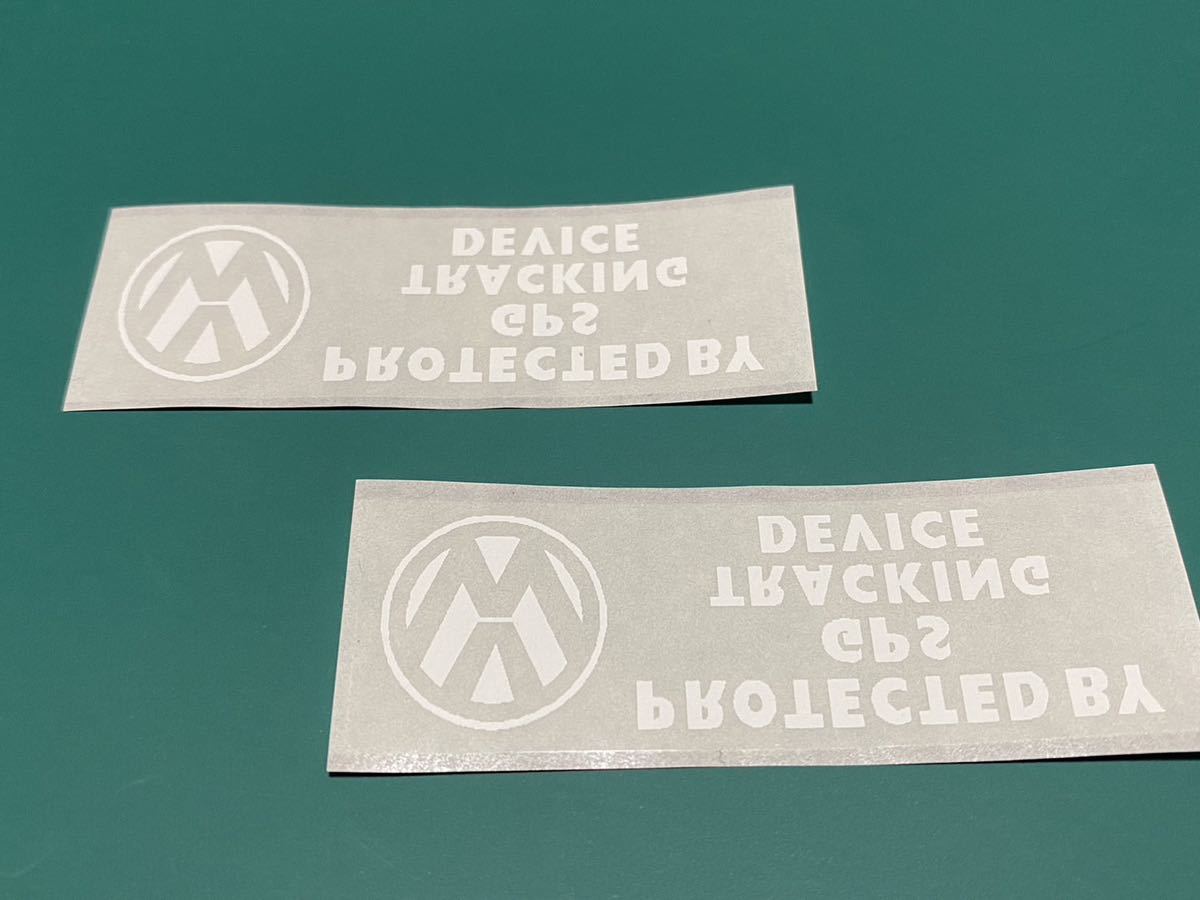 PROTECTED BY
GPS
TRACKING
DEVICE
PROTECTED BY
GPS
TRACKING
DEVICE